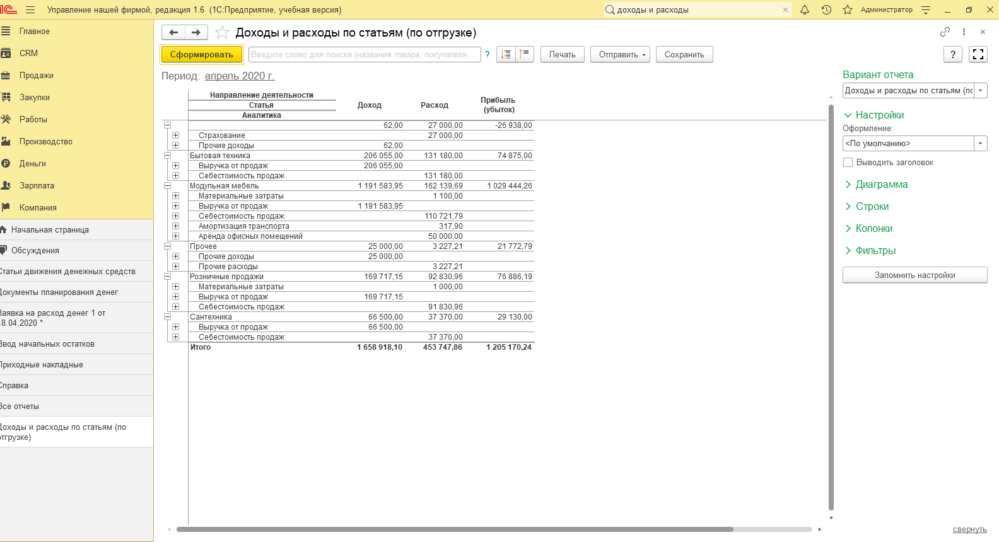 1С Управление нашей фирмой, редакция 1.6 (1С:Предприятие, учебная версия) доходы и расходы Администратор
Главное
CRM
Продажи
Закупки
Работы
Производство
Деньги
Зарплата
Компания
Начальная страница
Обсуждения
Статьи движения денежных средств
Документы планирования денег
Заявка на расход денег 1 от
18.04.2020 *
Ввод начальных остатков
Приходные накладные
Справка
Все отчеты
Доходы и расходы по статьям (по
отгрузке)
Доходы и расходы по статьям (по отгрузке)
Сформировать Введите слово для поиска (название товара, покупателя,... ? Печать Отправить Сохранить ?
Период: апрель 2020 г.
Направление деятельности Доход Расход Прибыль
Статья (убыток)
Аналитика
62,00 27 000,00 -26 938,00
Страхование 27 000,00
Прочие доходы 62,00
Бытовая техника 206 055,00 131 180,00 74 875,00
Выручка от продаж 206 055,00
Себестоимость продаж 131 180,00
Модульная мебель 1 191 583,95 162 139,69 1 029 444,26
Материальные затраты 1 100,00
Выручка от продаж 1 191 583,95
Себестоимость продаж 110 721,79
Амортизация транспорта 317,90
Аренда офисных помещений 50 000,00
Прочее 25 000,00 3 227,21 21 772,79
Прочие доходы 25 000,00
Прочие расходы 3 227,21
Розничные продажи 169 717,15 92 830,96 76 886,19
Материальные затраты 1 000,00
Выручка от продаж 169 717,15
Себестоимость продаж 91 830,96
Сантехника 66 500,00 37 370,00 29 130,00
Выручка от продаж 66 500,00
Себестоимость продаж 37 370,00
Итого 1 658 918,10 453 747,86 1 205 170,24
Вариант отчета
Доходы и расходы по статьям (пс
Настройки
Оформление:
<По умолчанию>
Выводить заголовок
Диаграмма
Строки
Колонки
Фильтры
Запомнить настройки
свернуть